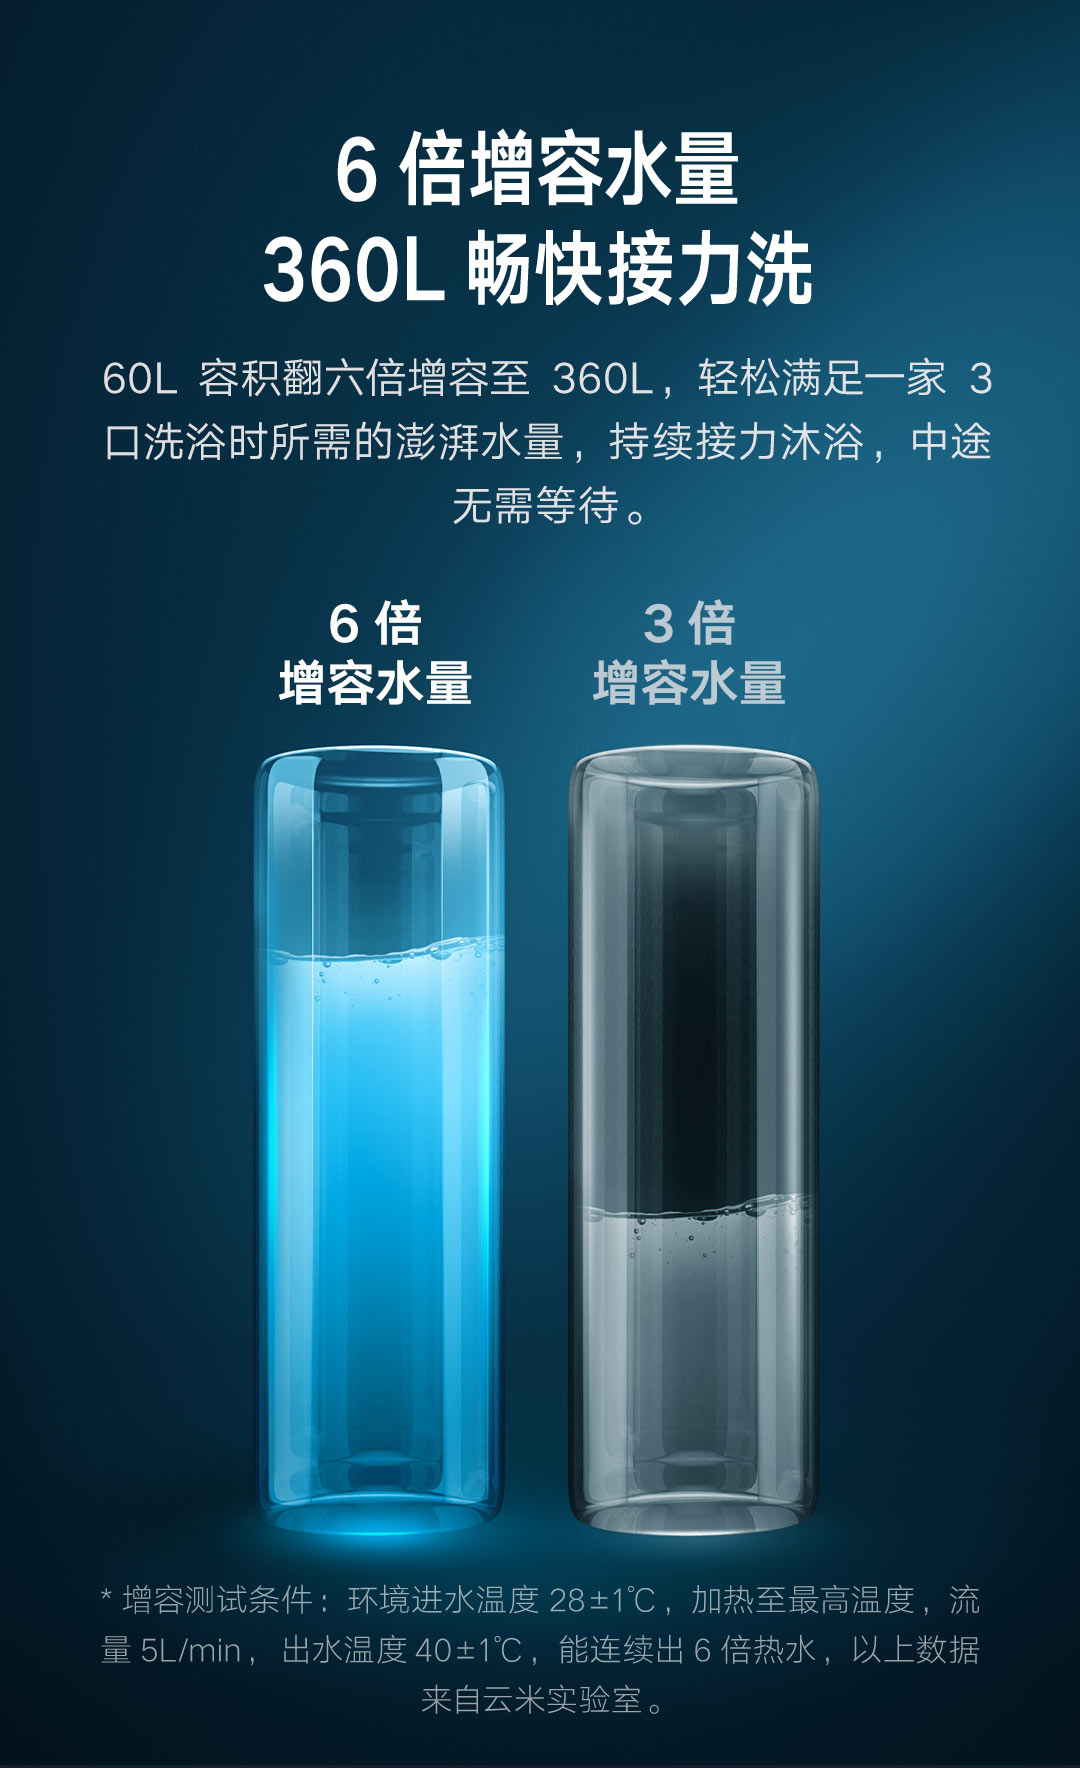 6 倍增容水量
360L 畅快接力洗
60L 容积翻六倍增容至 360L，轻松满足一家 3
口洗浴时所需的澎湃水量，持续接力沐浴，中途
无需等待。
6 倍
增容水量
3 倍
增容水量
* 增容测试条件：环境进水温度 28±1℃，加热至最高温度，流
量 5L/min，出水温度 40±1℃，能连续出 6 倍热水，以上数据
来自云米实验室。